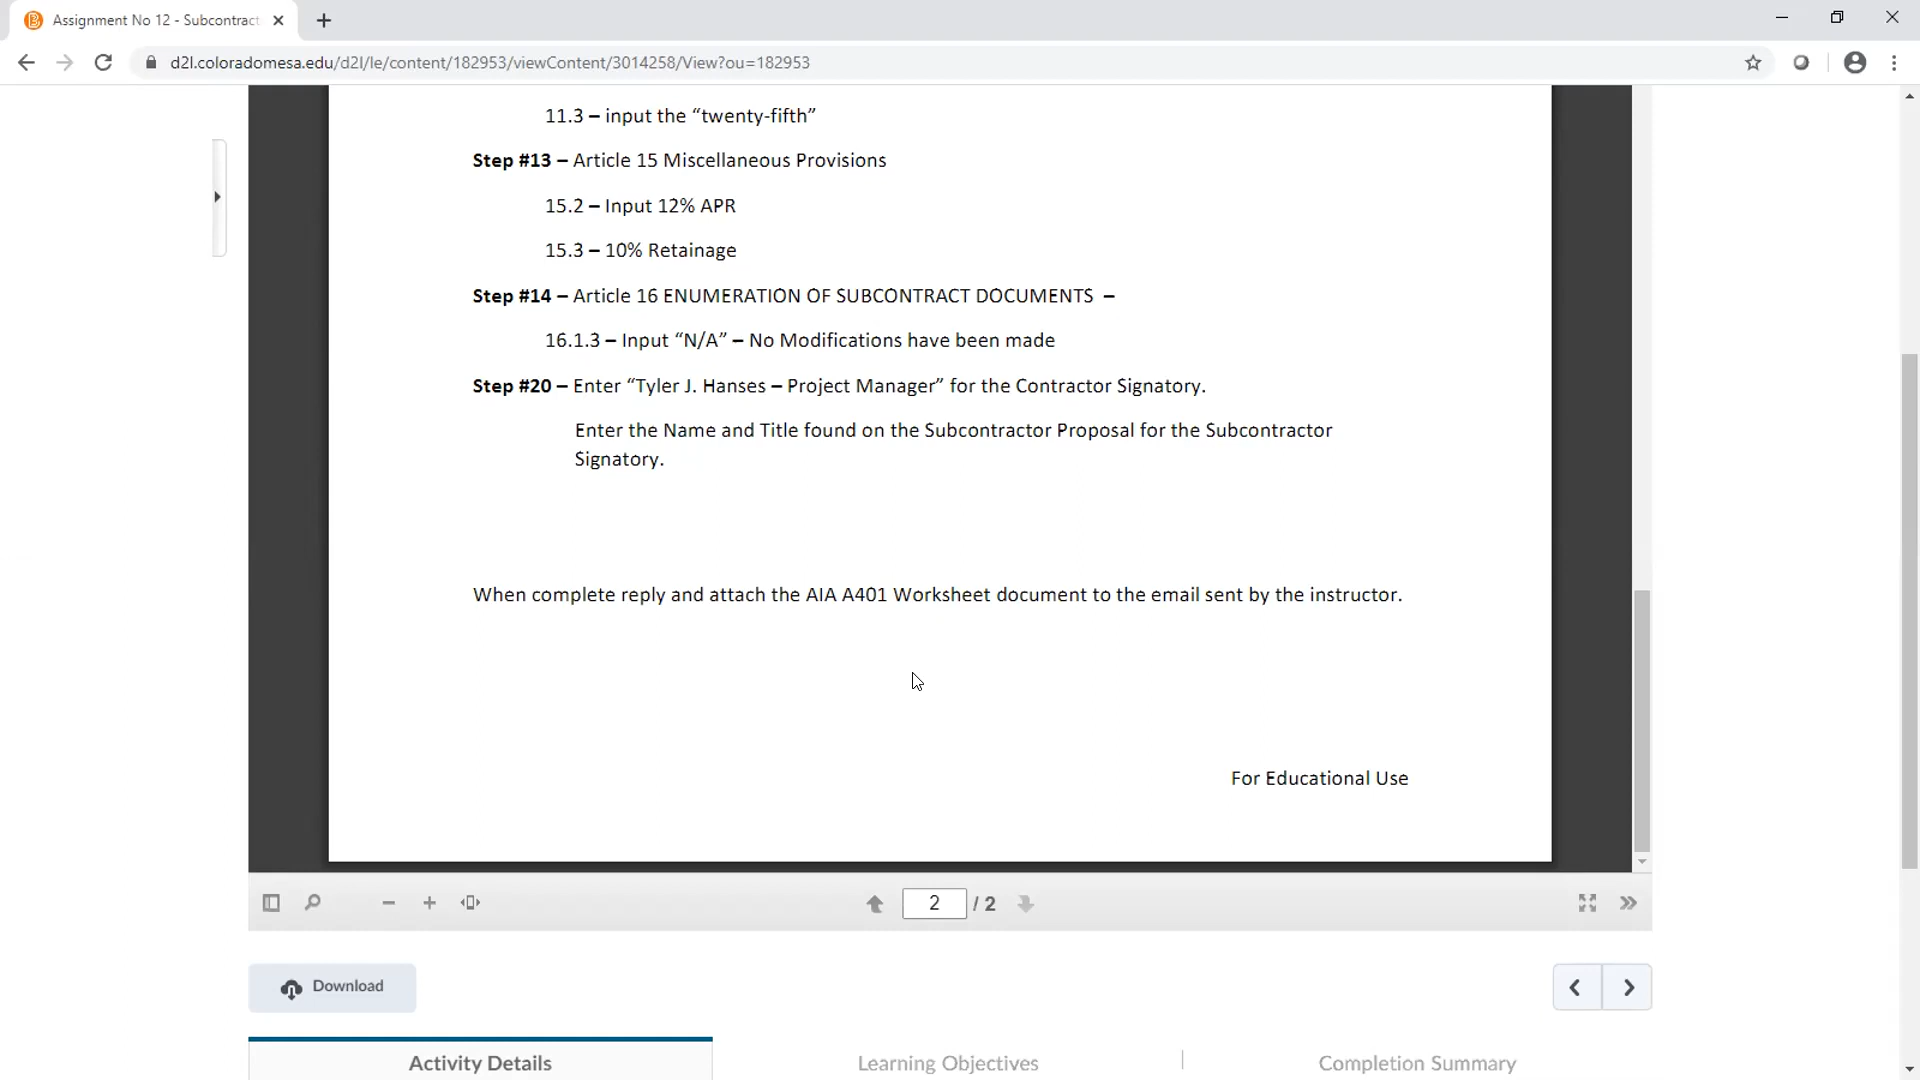 Assignment No 12 - Subcontract
d2l.coloradomesa.edu/d2l/le/content/182953/viewContent/3014258/View?ou=182953
11.3 – input the “twenty-fifth”
Step #13 – Article 15 Miscellaneous Provisions
15.2 – Input 12% APR
15.3 – 10% Retainage
Step #14 – Article 16 ENUMERATION OF SUBCONTRACT DOCUMENTS –
16.1.3 – Input “N/A” – No Modifications have been made
Step #20 – Enter “Tyler J. Hanses – Project Manager” for the Contractor Signatory.
Enter the Name and Title found on the Subcontractor Proposal for the Subcontractor
Signatory.
When complete reply and attach the AIA A401 Worksheet document to the email sent by the instructor.
For Educational Use
2 / 2
Download
Activity Details
Learning Objectives
Completion Summary